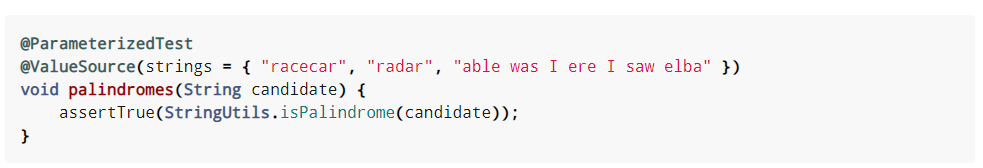 @ParameterizedTest
@ValueSource(strings = { "racecar", "radar", "able was I ere I saw elba" })
void palindromes(String candidate) {
    assertTrue(StringUtils.isPalindrome(candidate));
}